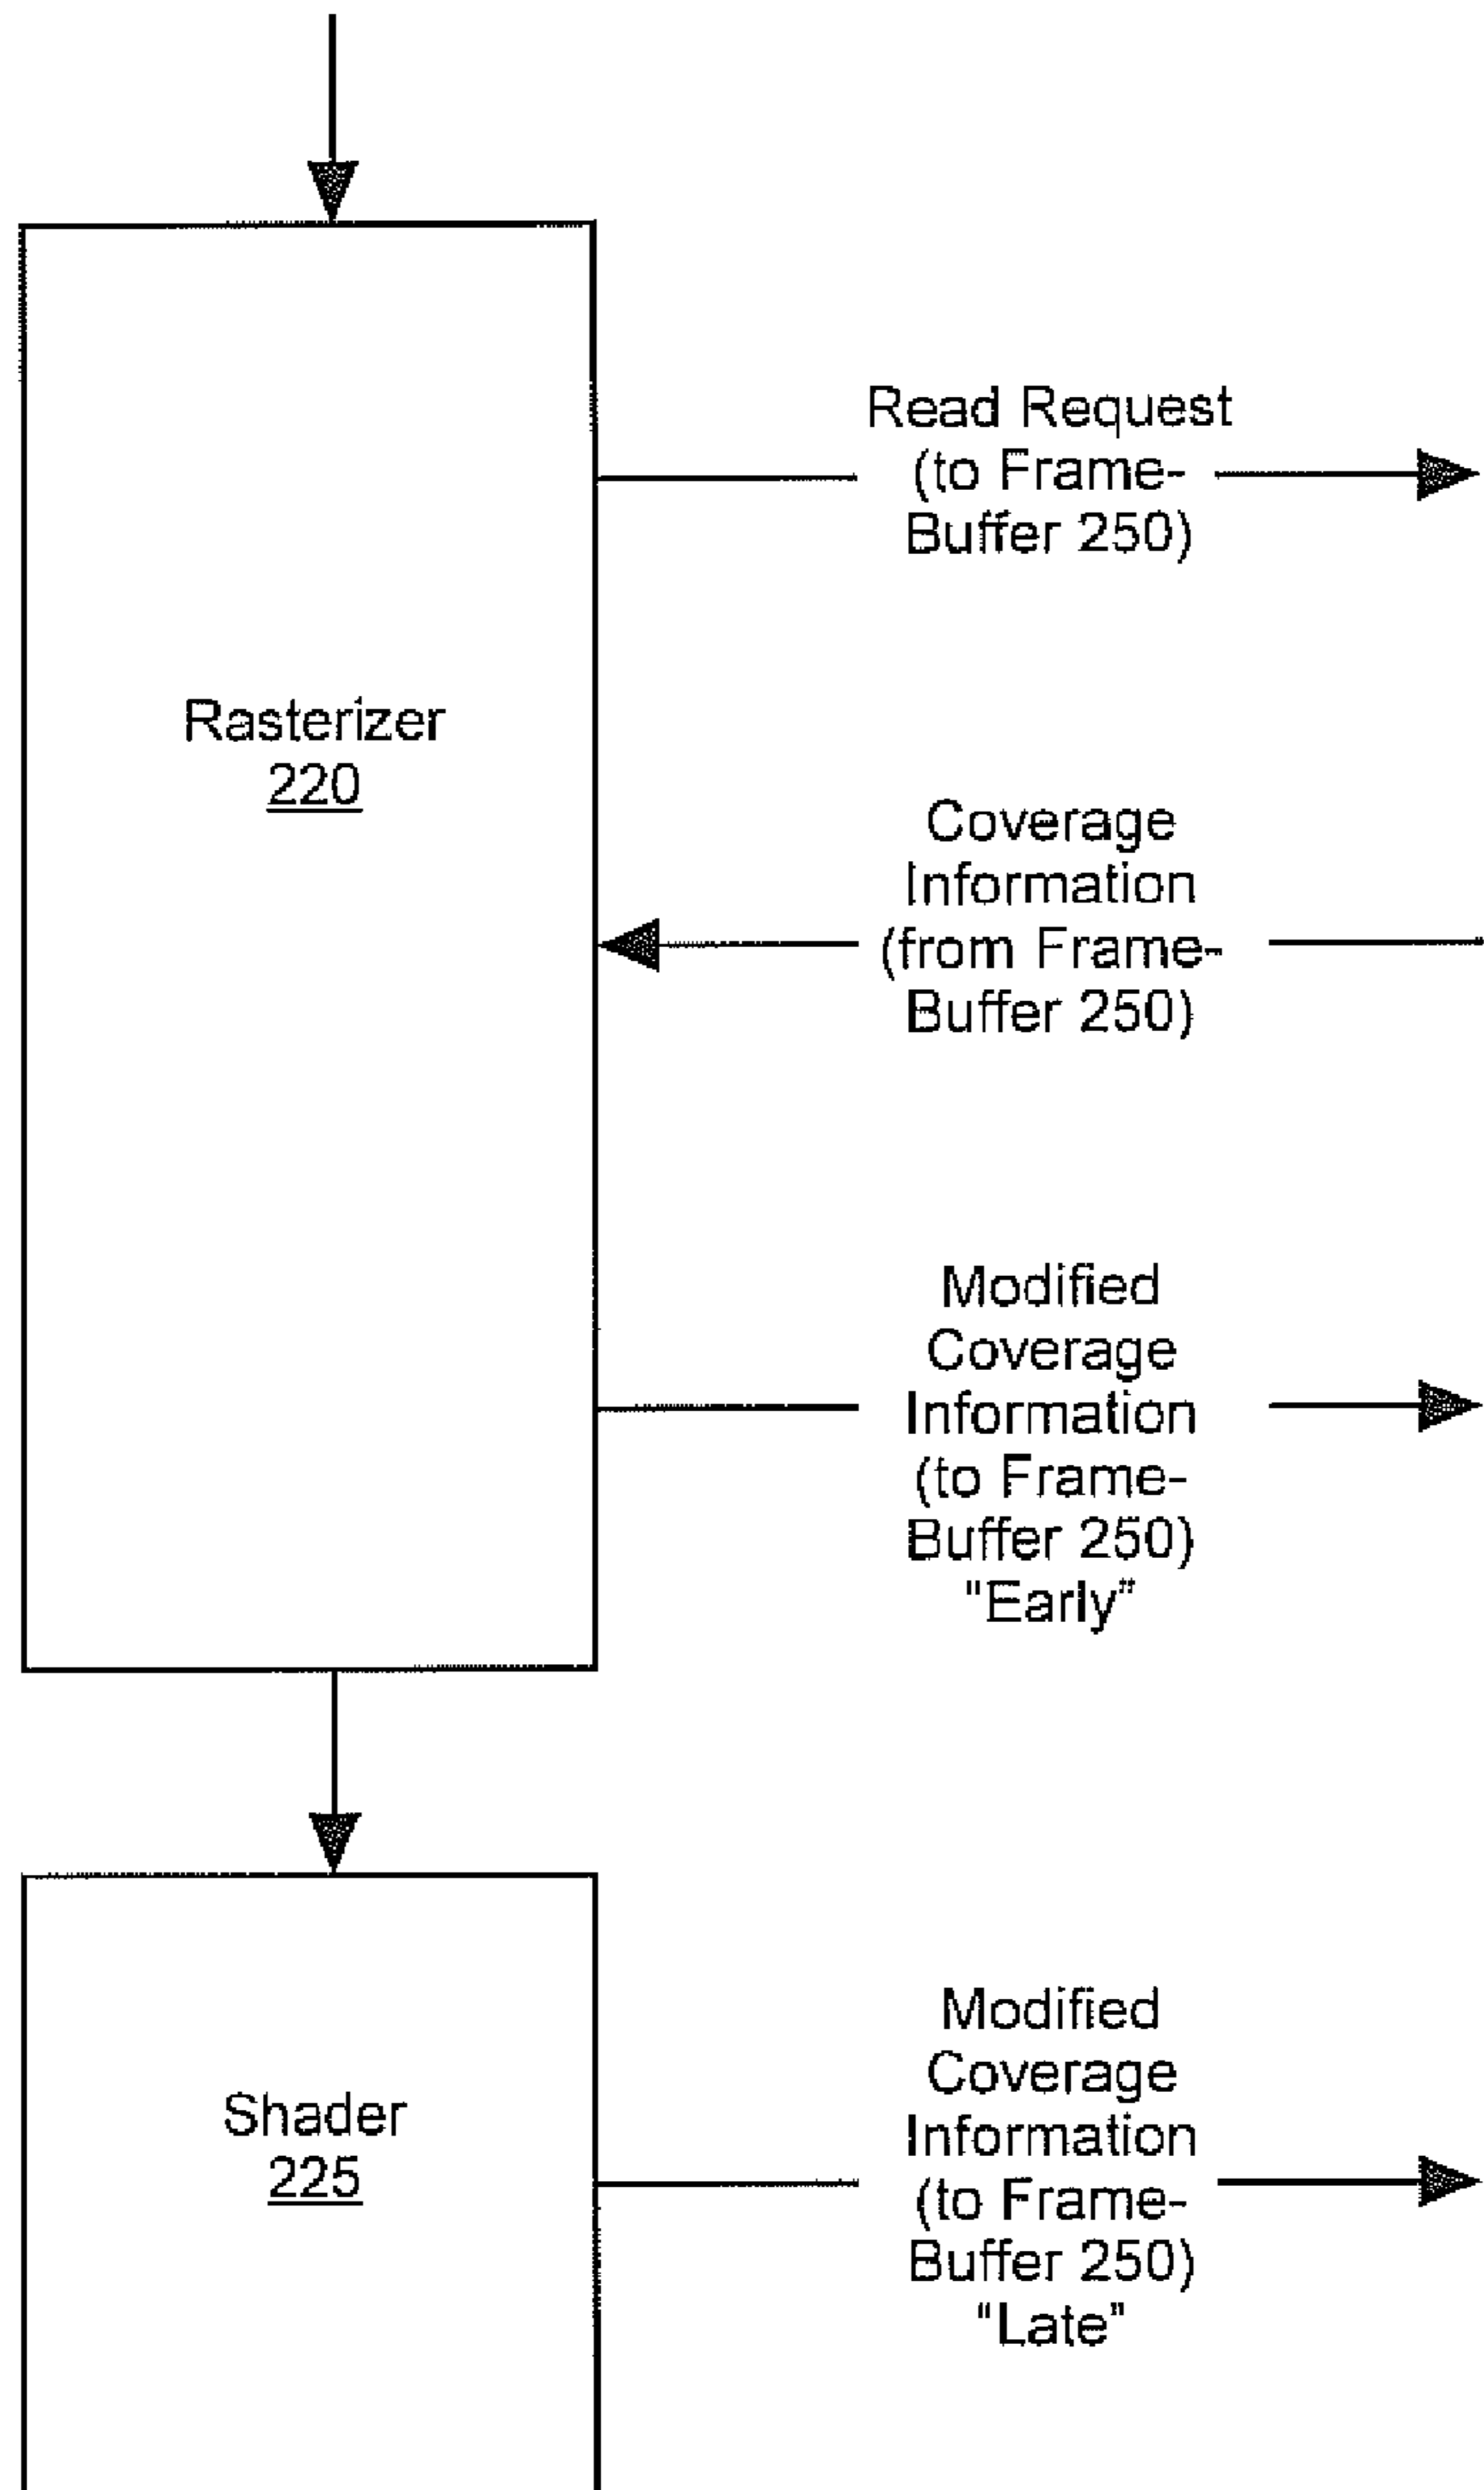 Read Request
(to Frame-
Buffer 250)
Rasterizer
220
Coverage
Information
(from Frame-
Buffer 250)
Modified
Coverage
Information
(to Frame-
Buffer 250)
"Early"
Shader
225
Modified
Coverage
Information
(to Frame-
Buffer 250)
"Late"